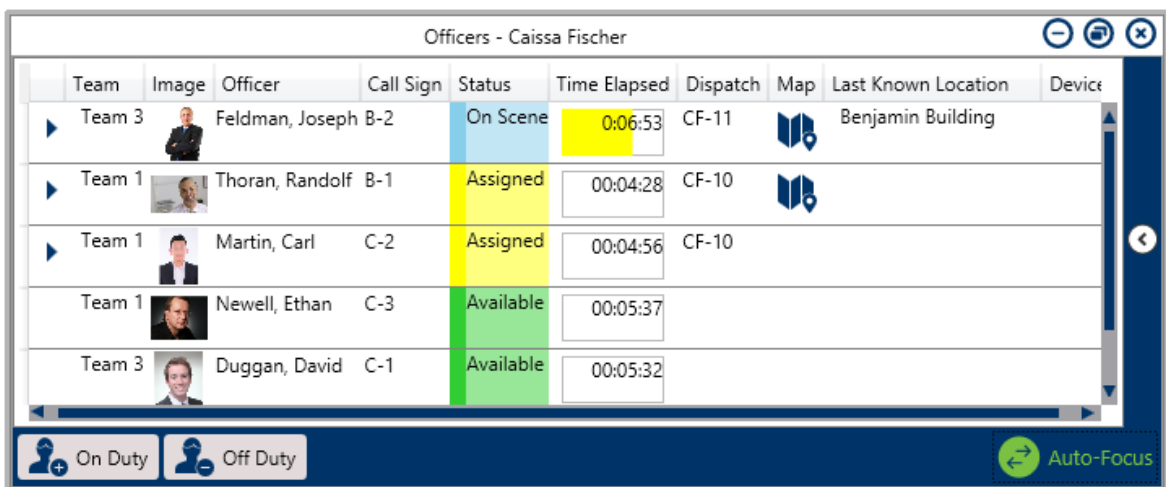 Officers - Caissa Fischer
Team Image Officer Call Sign Status Time Elapsed Dispatch Map Last Known Location Device
Team 3 Feldman, Joseph B-2 On Scene 0:06:53 CF-11 Benjamin Building
Team 1 Thoran, Randolf B-1 Assigned 00:04:28 CF-10
Team 1 Martin, Carl C-2 Assigned 00:04:56 CF-10
Team 1 Newell, Ethan C-3 Available 00:05:37
Team 3 Duggan, David C-1 Available 00:05:32
On Duty Off Duty Auto-Focus